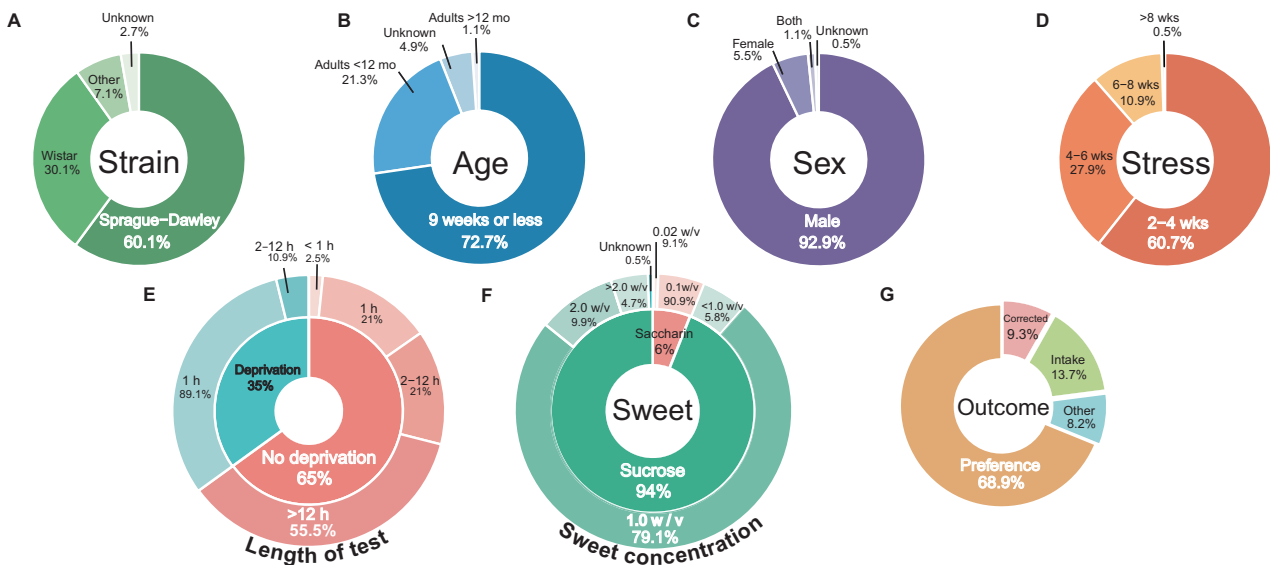 A
Unknown
2.7%
Other
7.1%
Wistar
30.1%
Strain
Sprague-Dawley
60.1%
B
Adults >12 mo
1.1%
Unknown
4.9%
Adults <12 mo
21.3%
Age
9 weeks or less
72.7%
C
Both
1.1%
Unknown
0.5%
Female
5.5%
Sex
Male
92.9%
D
>8 wks
0.5%
6-8 wks
10.9%
4-6 wks
27.9%
Stress
2-4 wks
60.7%
E
2-12 h
10.9%
< 1 h
2.5%
1 h
21%
2-12 h
21%
1 h
89.1%
Deprivation
35%
No deprivation
65%
>12 h
55.5%
Length of test
F
Unknown
0.5%
0.02 w/v
9.1%
>2.0 w/v
4.7%
0.1w/v
90.9%
2.0 w/v
9.9%
<1.0 w/v
5.8%
Saccharin
6%
Sweet
Sucrose
94%
1.0 w / v
79.1%
Sweet concentration
G
Corrected
9.3%
Intake
13.7%
Other
8.2%
Outcome
Preference
68.9%